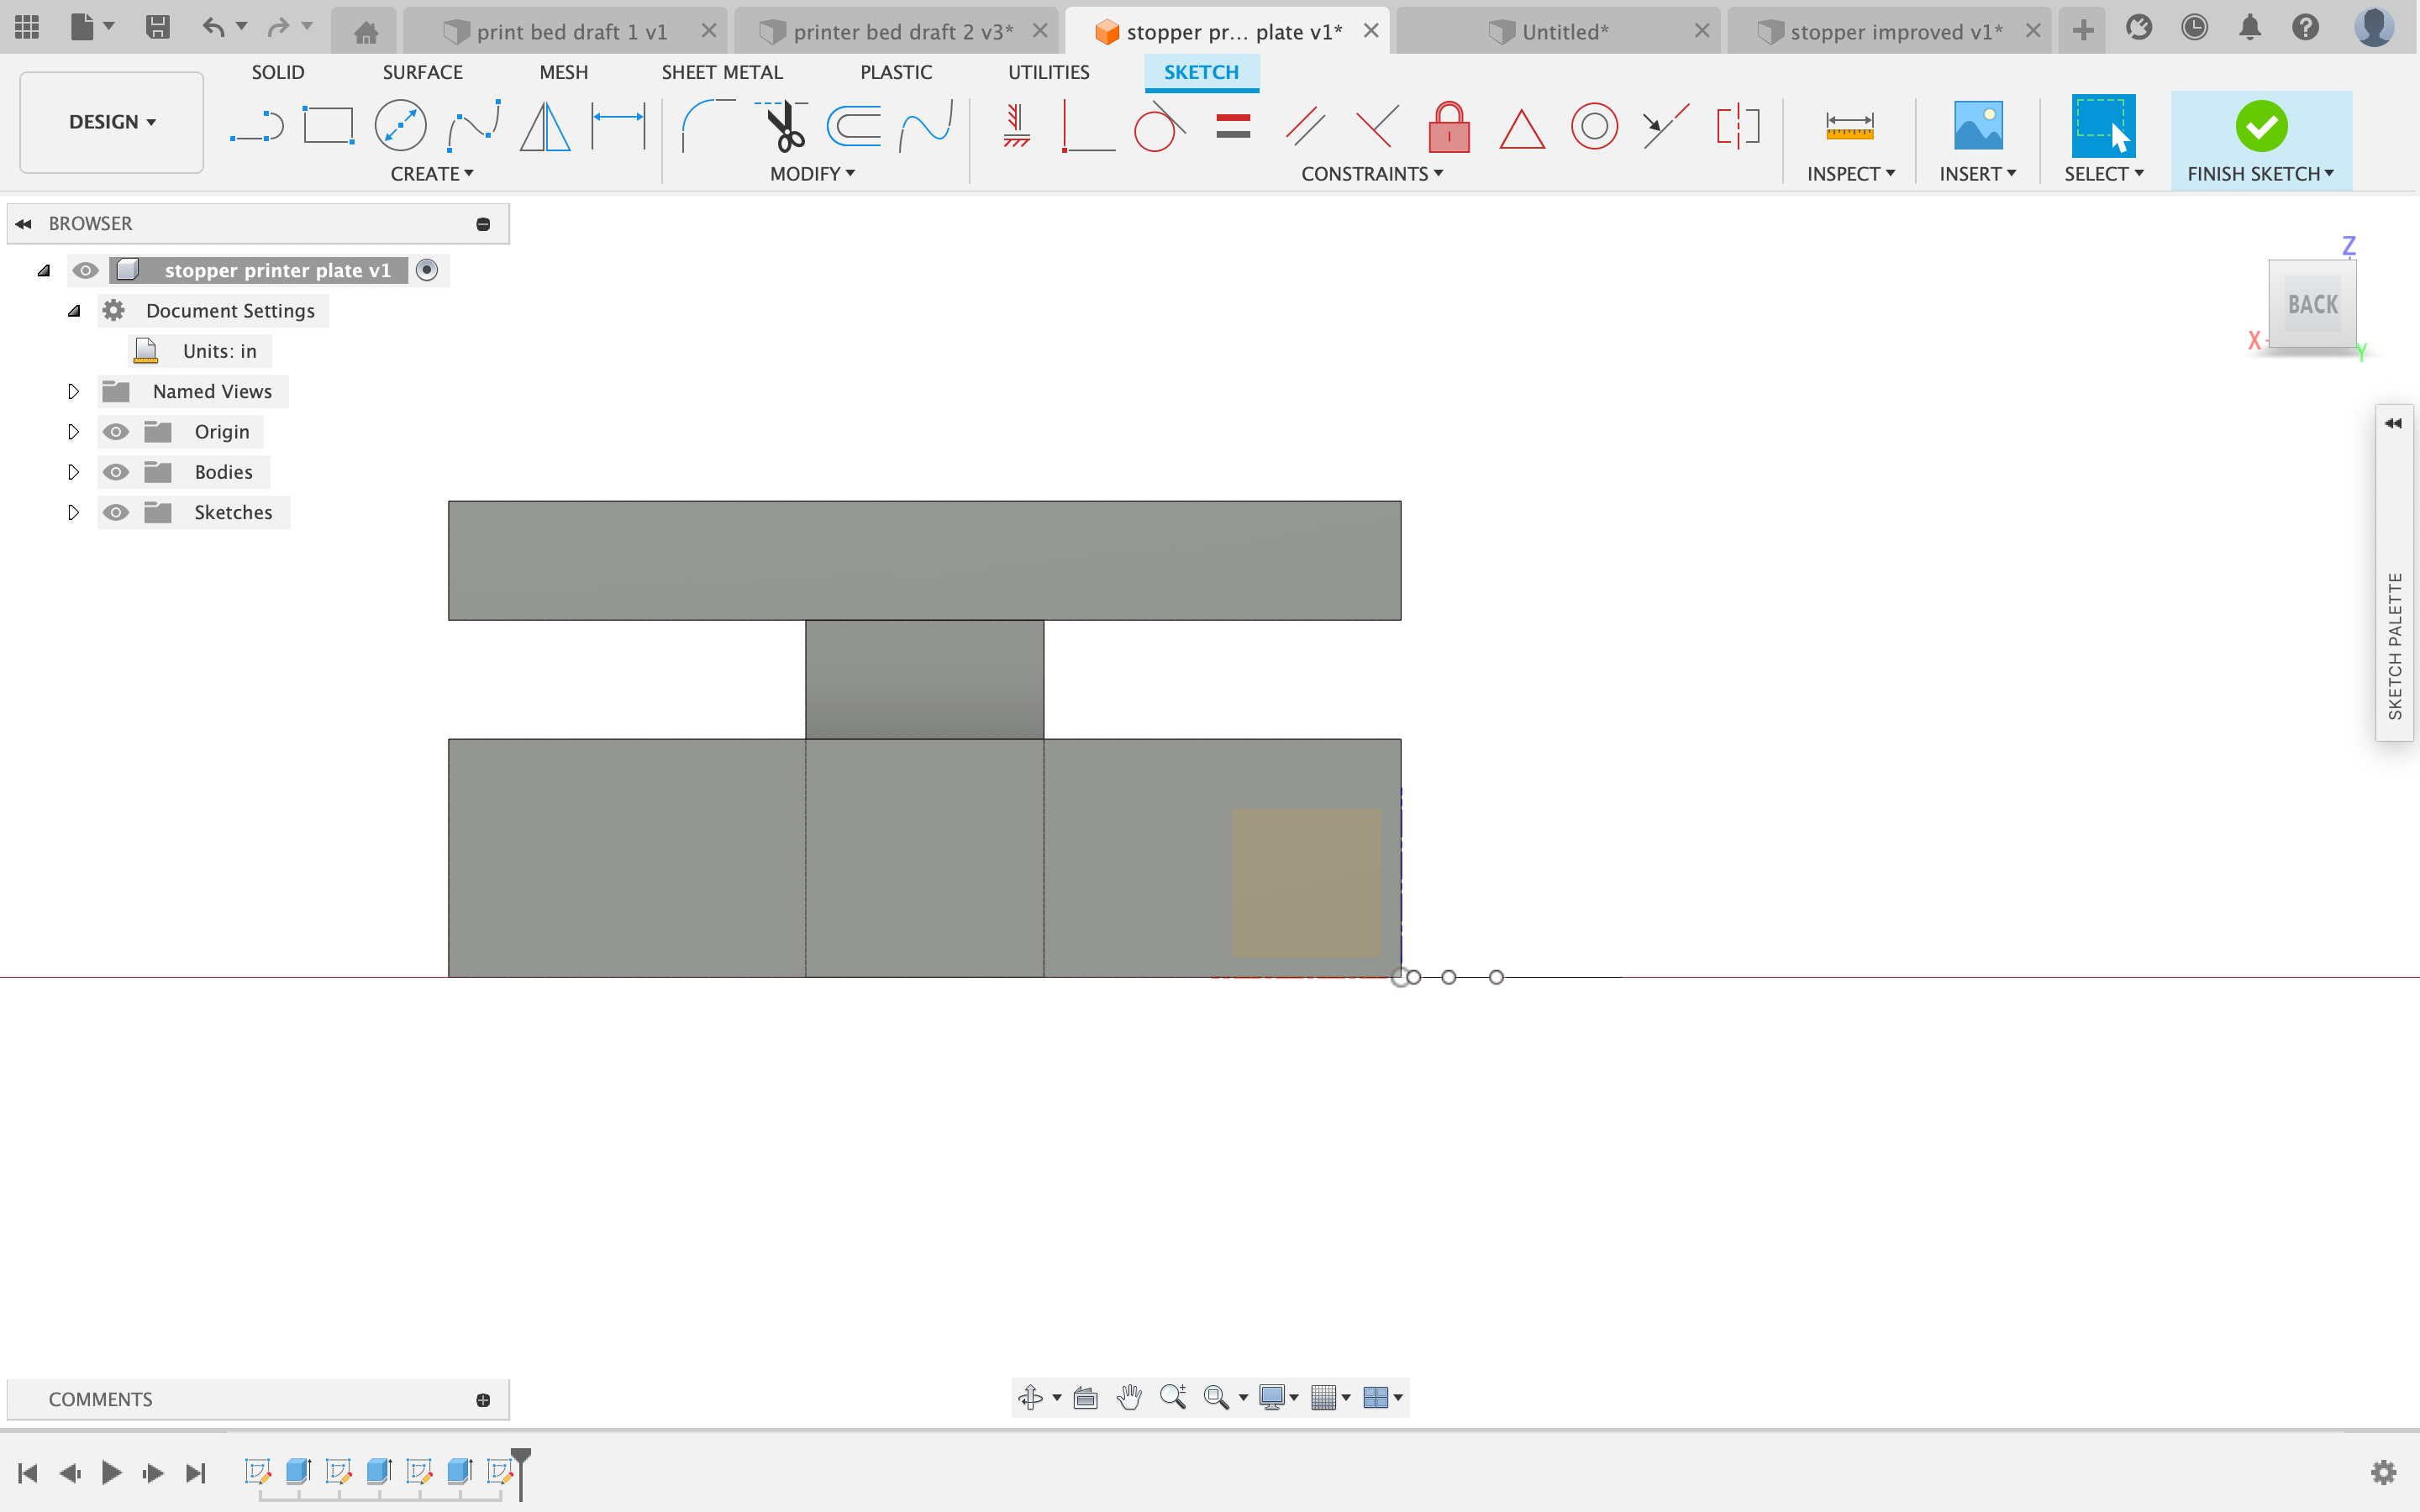 print bed draft 1 v1
printer bed draft 2 v3*
stopper pr... plate v1*
Untitled*
stopper improved v1*
DESIGN
SOLID
SURFACE
MESH
SHEET METAL
PLASTIC
UTILITIES
SKETCH
CREATE
MODIFY
CONSTRAINTS
INSPECT
INSERT
SELECT
FINISH SKETCH
BROWSER
stopper printer plate v1
Document Settings
Units: in
Named Views
Origin
Bodies
Sketches
Z
BACK
X
Y
SKETCH PALETTE
COMMENTS